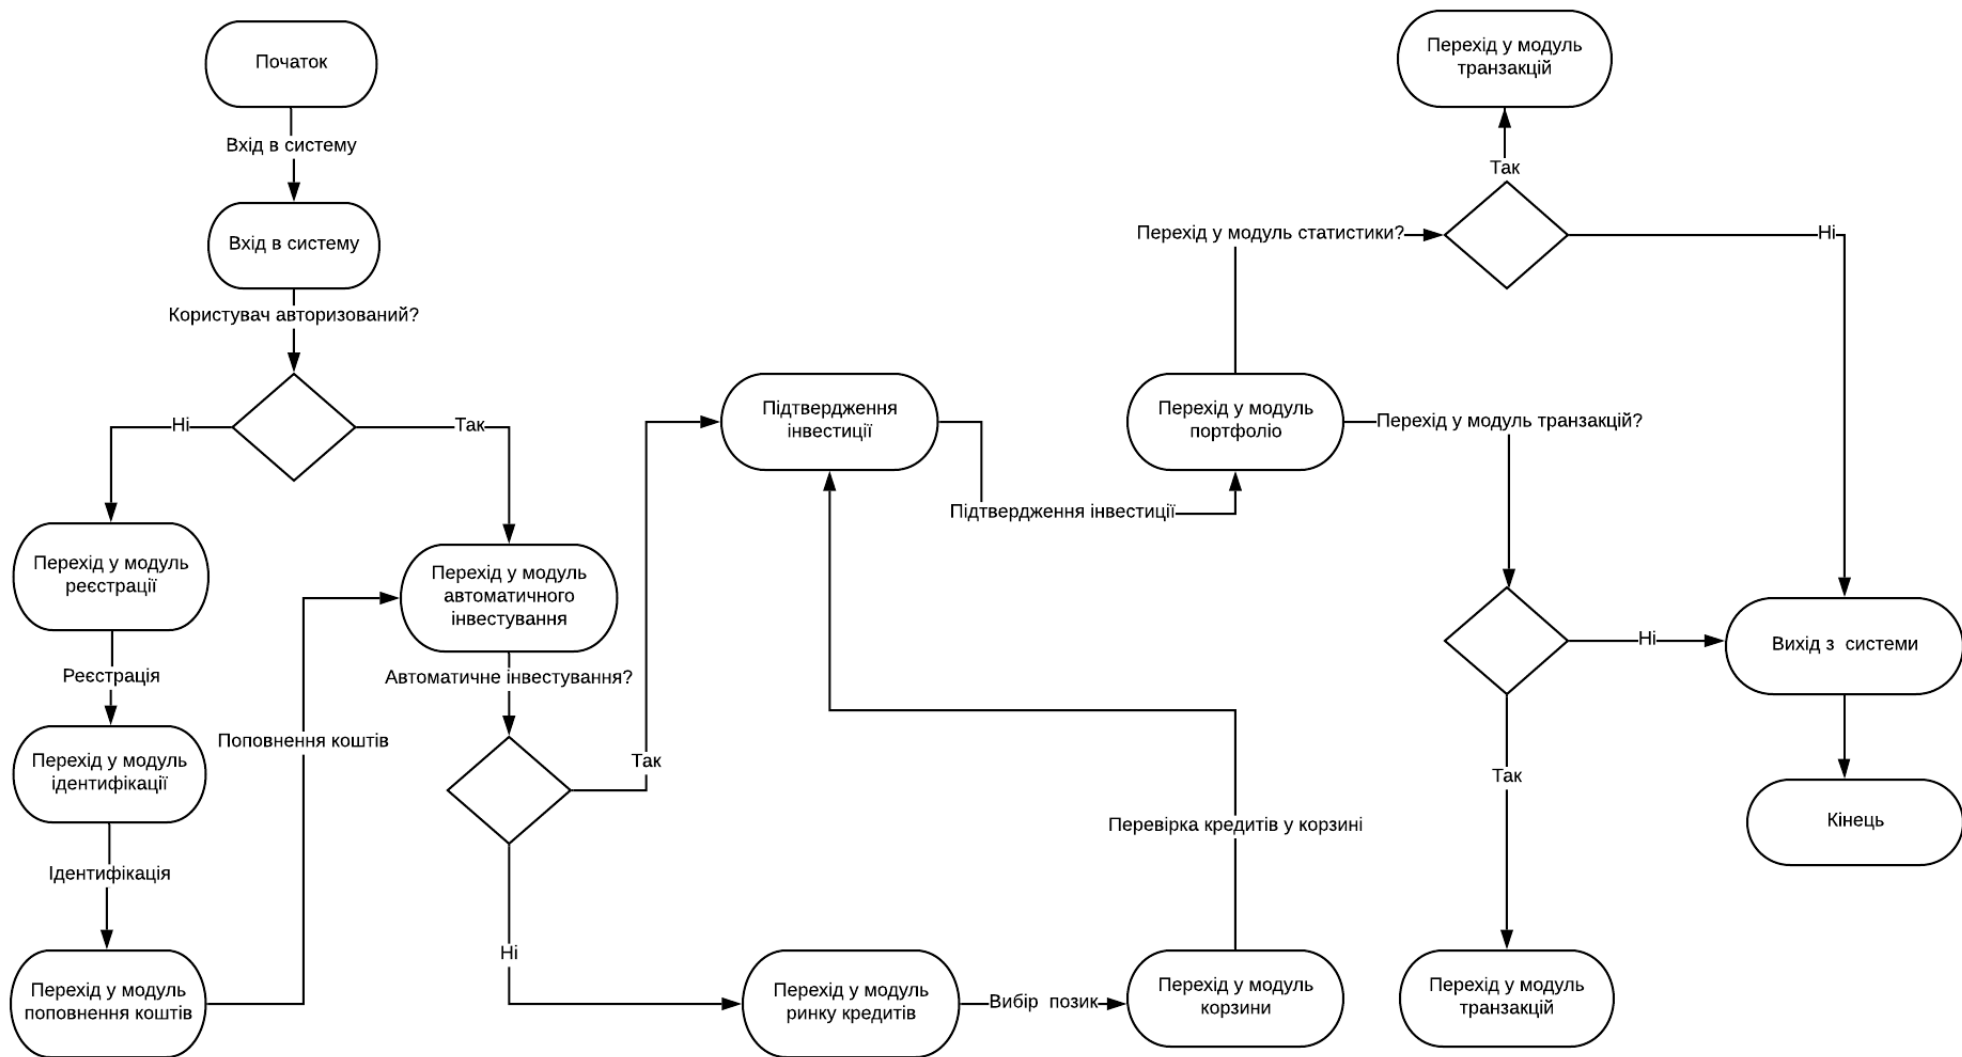 Початок
Вхід в систему
Вхід в систему
Користувач авторизований?
Ні
Так
Перехід у модуль
реєстрації
Реєстрація
Перехід у модуль
ідентифікації
Ідентифікація
Перехід у модуль
поповнення коштів
Поповнення коштів
Перехід у модуль
автоматичного
інвестування
Автоматичне інвестування?
Так
Ні
Підтвердження
інвестиції
Підтвердження інвестиції
Перехід у модуль
ринку кредитів
Вибір  позик
Перехід у модуль
корзини
Перевірка кредитів у корзині
Перехід у модуль
портфоліо
Перехід у модуль статистики?
Так
Ні
Перехід у модуль
транзакцій
Перехід у модуль транзакцій?
Ні
Так
Перехід у модуль
транзакцій
Вихід з  системи
Кінець